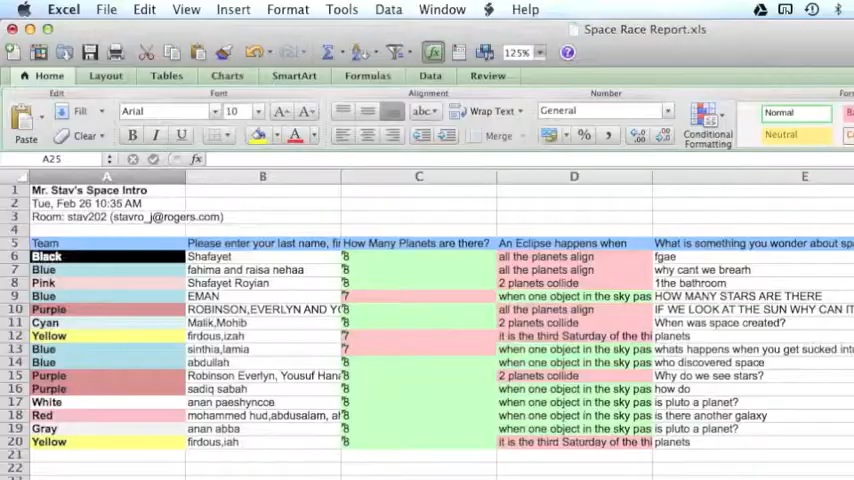 Excel File Edit View Insert Format Tools Data Window Help
Space Race Report.xls
125%
Home Layout Tables Charts SmartArt Formulas Data Review
Edit Font Alignment Number
Fill Arial 10 abc Wrap Text General Normal
Paste Clear B I U A Merge % Conditional Formatting Neutral
A25 fx
A B C D E
1 Mr. Stav's Space Intro
2 Tue, Feb 26 10:35 AM
3 Room: stav202 (stavro_j@rogers.com)
4
5 Team Please enter your last name, How Many Planets are there? An Eclipse happens when What is something you wonder about
6 Black Shafayet 8 all the planets align fgae
7 Blue fahima and raisa nehaa 8 all the planets align why cant we brearh
8 Pink Shafayet Royian 8 2 planets collide 1the bathroom
9 Blue EMAN 7 when one object in the sky pas HOW MANY STARS ARE THERE
10 Purple ROBINSON,EVERLYN AND 8 all the planets align IF WE LOOK AT THE SUN WHY CAN
11 Cyan Malik,Mohib 8 2 planets collide When was space created?
12 Yellow firdous,izah 7 it is the third Saturday of the thi planets
13 Blue sinthia,lamia 7 when one object in the sky pas whats happens when you get sucked
14 Blue abdullah 8 when one object in the sky pas who discovered space
15 Purple Robinson Everlyn, Yousuf 8 2 planets collide Why do we see stars?
16 Purple sadiq sabah 8 when one object in the sky pas how do
17 White anan paeshyncce 8 when one object in the sky pas is pluto a planet?
18 Red mohammed hud,abdusalam, 8 when one object in the sky pas is there another galaxy
19 Gray anan abba 8 when one object in the sky pas is pluto a planet?
20 Yellow firdous,iah 8 it is the third Saturday of the thi planets
21
22